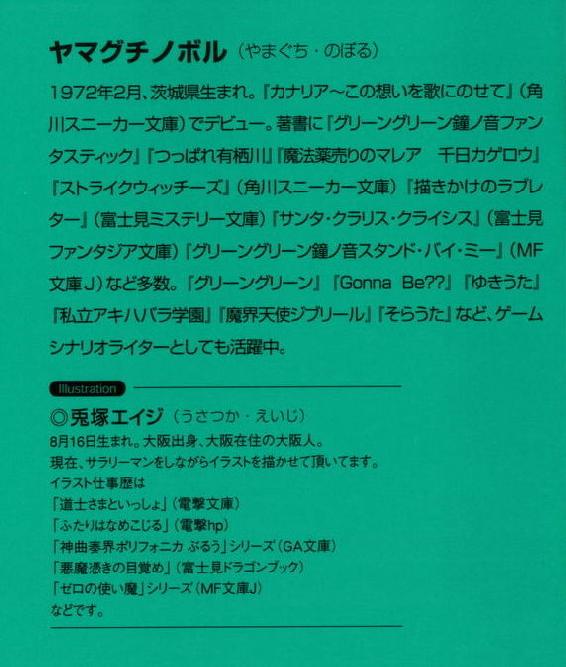 ヤマグチノボル（やまぐち・のぼる）
1972年2月、茨城県生まれ。『カナリア～この想いを歌にのせて』（角
川スニーカー文庫）でデビュー。著書に『グリーングリーン鐘ノ音ファン
タスティック』『つっぱれ有栖川』『魔法薬売りのマレア　千日カゲロウ』
『ストライクウィッチーズ』（角川スニーカー文庫）『描きかけのラブレ
ター』（富士見ミステリー文庫）『サンタ・クラリス・クライシス』（富士見
ファンタジア文庫）『グリーングリーン鐘ノ音スタンド・バイ・ミー』（MF
文庫J）など多数。『グリーングリーン』『Gonna Be??』『ゆきうた』
『私立アキハバラ学園』『魔界天使ジブリール』『そらうた』など、ゲーム
シナリオライターとしても活躍中。
Illustration
◎兎塚エイジ（うさつか・えいじ）
8月16日生まれ。大阪出身、大阪在住の大阪人。
現在、サラリーマンをしながらイラストを描かせて頂いてます。
イラスト仕事歴は
「道士さまといっしょ」（電撃文庫）
「ふたりはなめこじる」（電撃hp）
「神曲奏界ポリフォニカ ぶるう」シリーズ（GA文庫）
「悪魔憑きの目覚め」（富士見ドラゴンブック）
「ゼロの使い魔」シリーズ（MF文庫J）
などです。